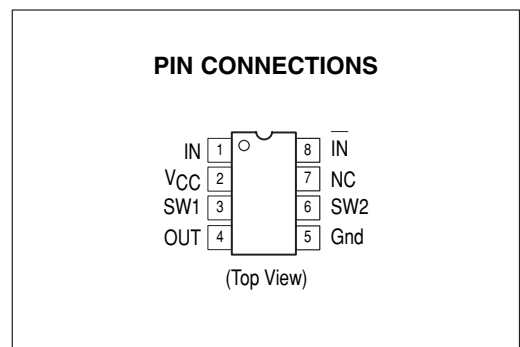 PIN CONNECTIONS
IN 1 8 I̅N̅
VCC 2 7 NC
SW1 3 6 SW2
OUT 4 5 Gnd
(Top View)